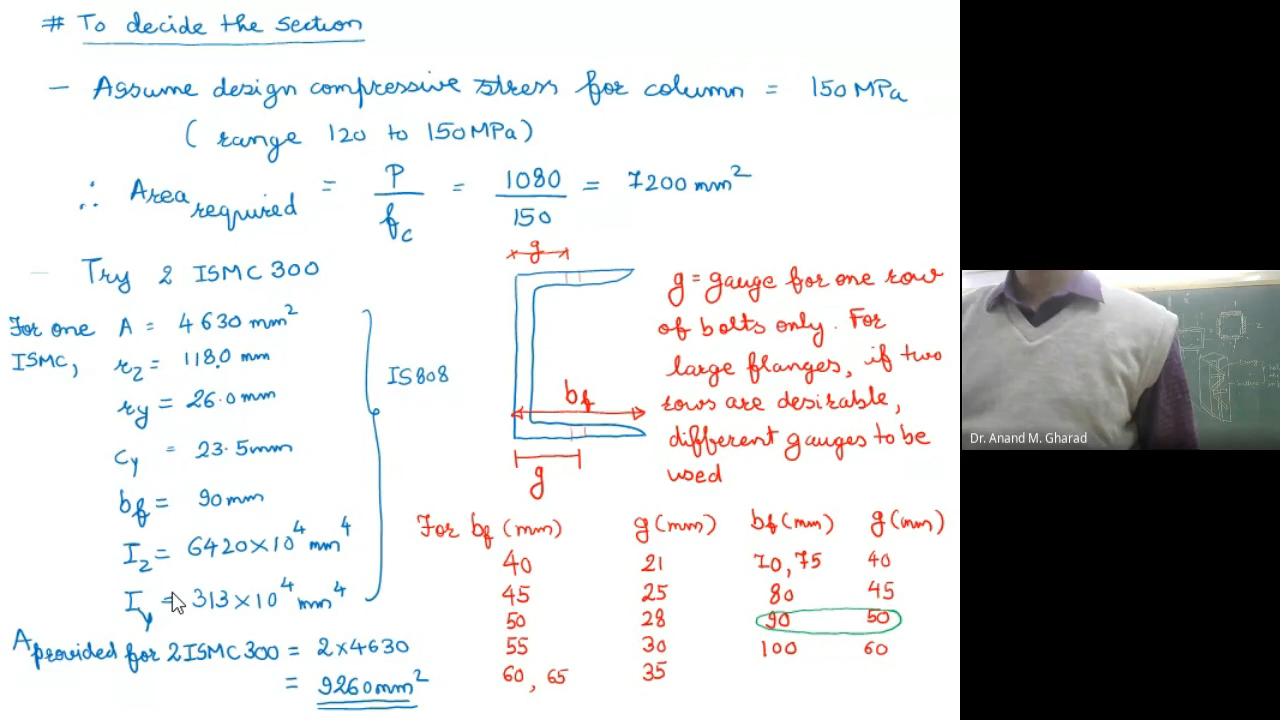 # To decide the section
- Assume design compressive stress for column = 150 MPa
( range 120 to 150 MPa)
∴ Area required = P / fc = 1080 / 150 = 7200 mm²
- Try 2 ISMC 300
For one ISMC, A = 4630 mm²
rz = 118.0 mm
ry = 26.0 mm
cy = 23.5 mm
bf = 90 mm
Iz = 6420 × 10⁴ mm⁴
Iy = 313 × 10⁴ mm⁴
IS 808
A provided for 2 ISMC 300 = 2 × 4630
= 9260 mm²
g
bf
g
g = gauge for one row
of bolts only. For
large flanges, if two
rows are desirable,
different gauges to be
used
For bf (mm) g (mm) bf (mm) g (mm)
40 21 70, 75 40
45 25 80 45
50 28 90 50
55 30 100 60
60, 65 35
Dr. Anand M. Gharad